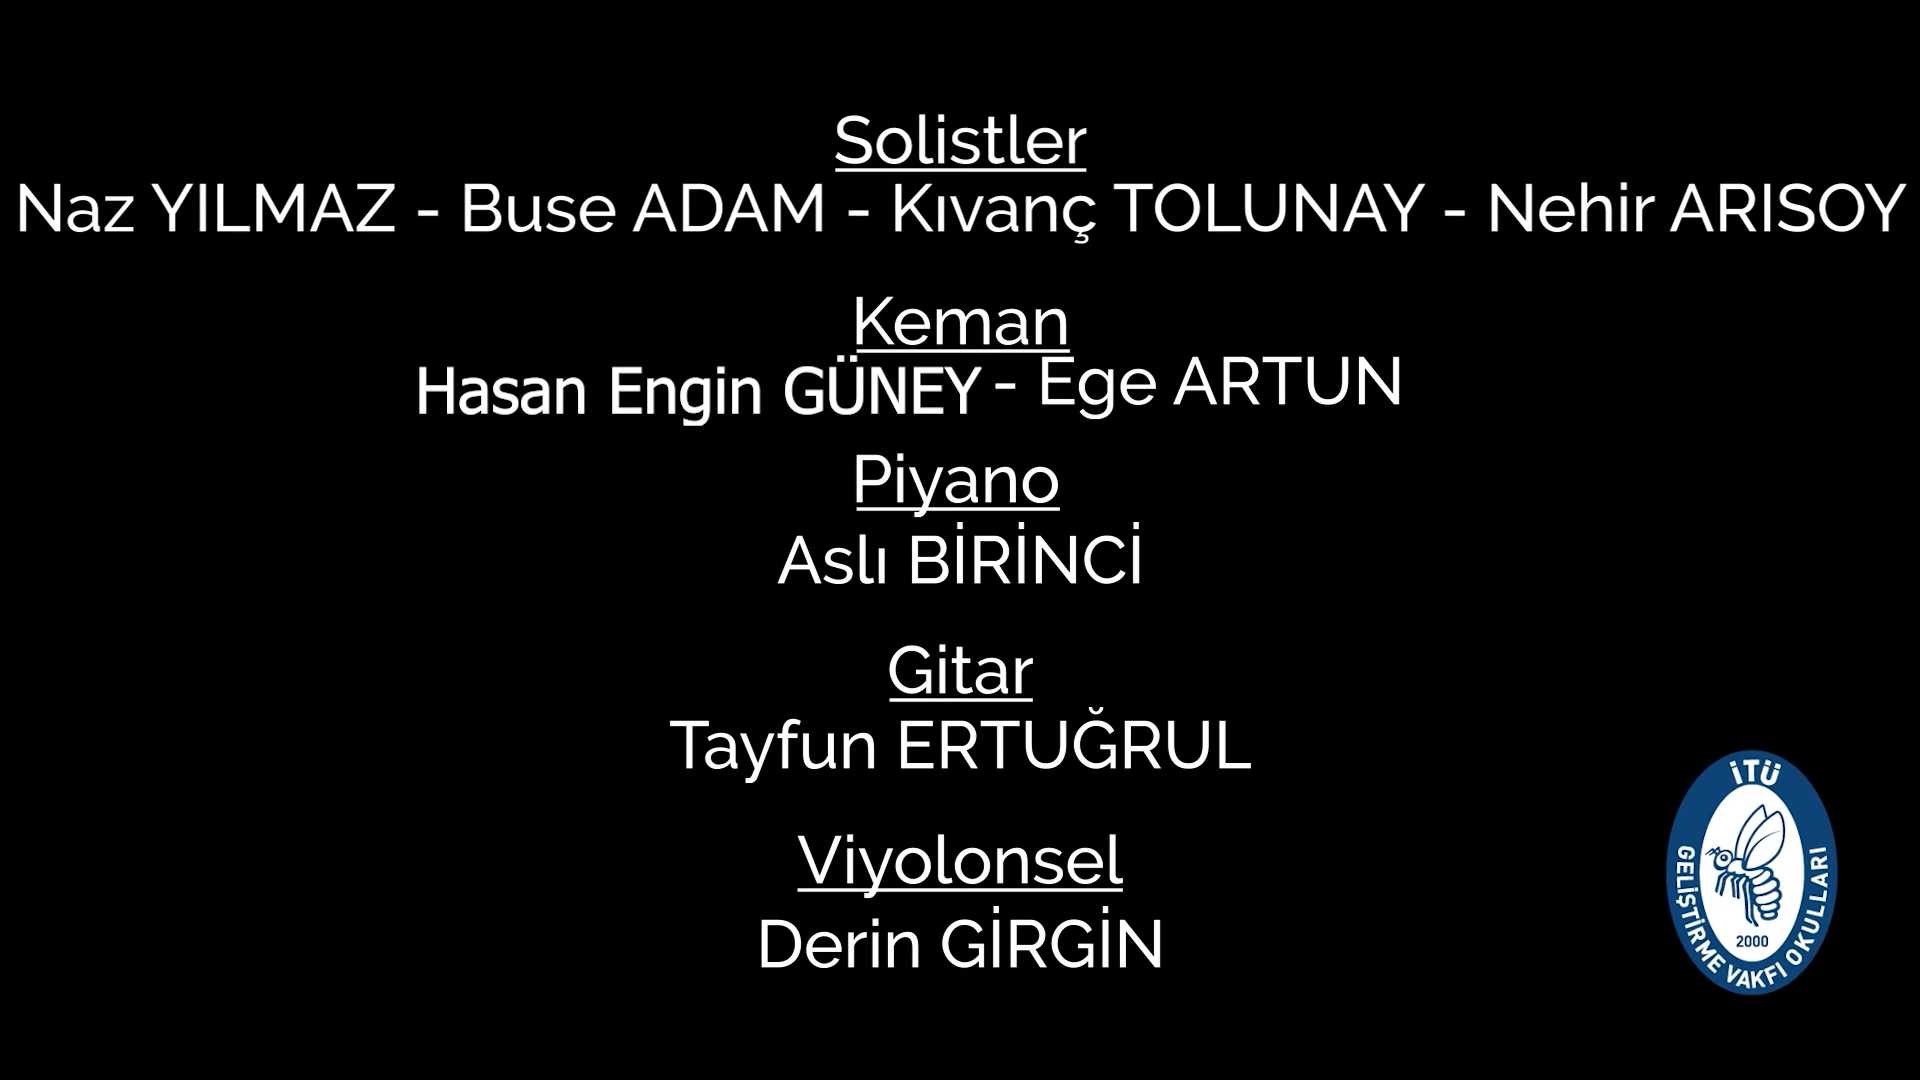 Solistler
Naz YILMAZ - Buse ADAM - Kıvanç TOLUNAY - Nehir ARISOY
Keman
Hasan Engin GÜNEY - Ege ARTUN
Piyano
Aslı BİRİNCİ
Gitar
Tayfun ERTUĞRUL
Viyolonsel
Derin GİRGİN
İTÜ
GELİŞTİRME VAKFI OKULLARI
2000